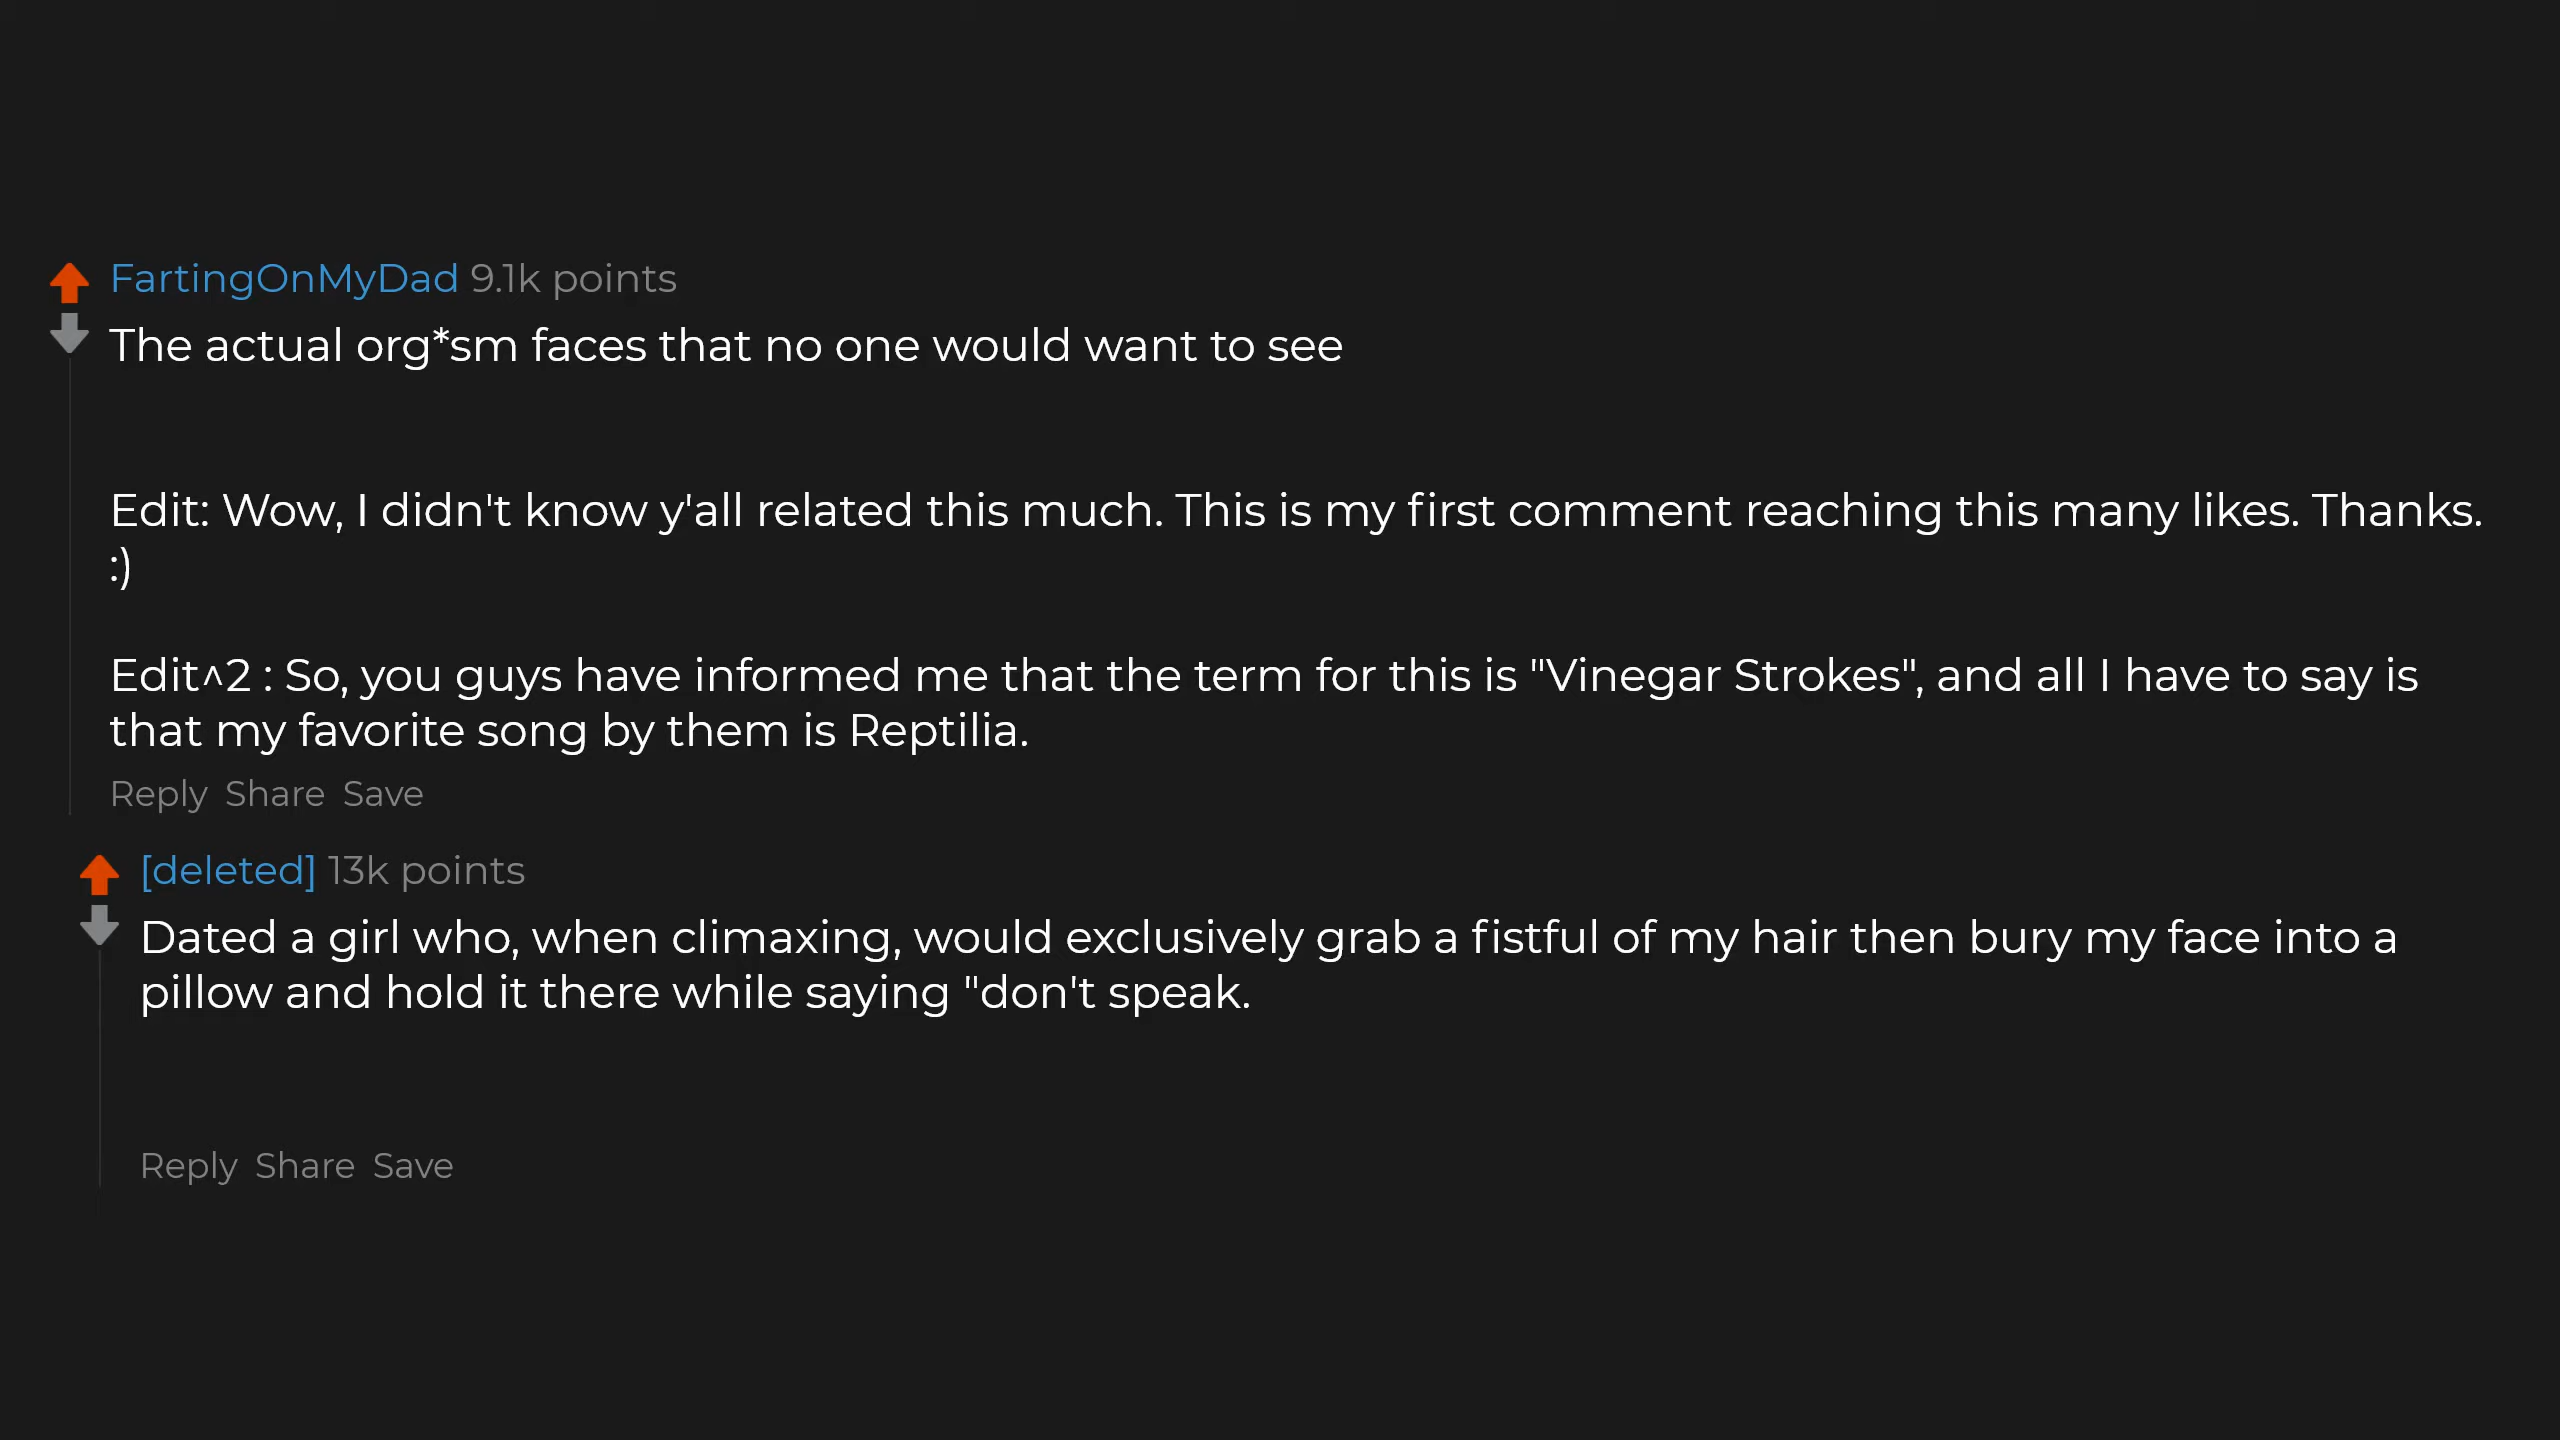 FartingOnMyDad 9.1k points
The actual org*sm faces that no one would want to see
Edit: Wow, I didn't know y'all related this much. This is my first comment reaching this many likes. Thanks.
:)
Edit^2 : So, you guys have informed me that the term for this is "Vinegar Strokes", and all I have to say is
that my favorite song by them is Reptilia.
Reply Share Save
[deleted] 13k points
Dated a girl who, when climaxing, would exclusively grab a fistful of my hair then bury my face into a
pillow and hold it there while saying "don't speak.
Reply Share Save